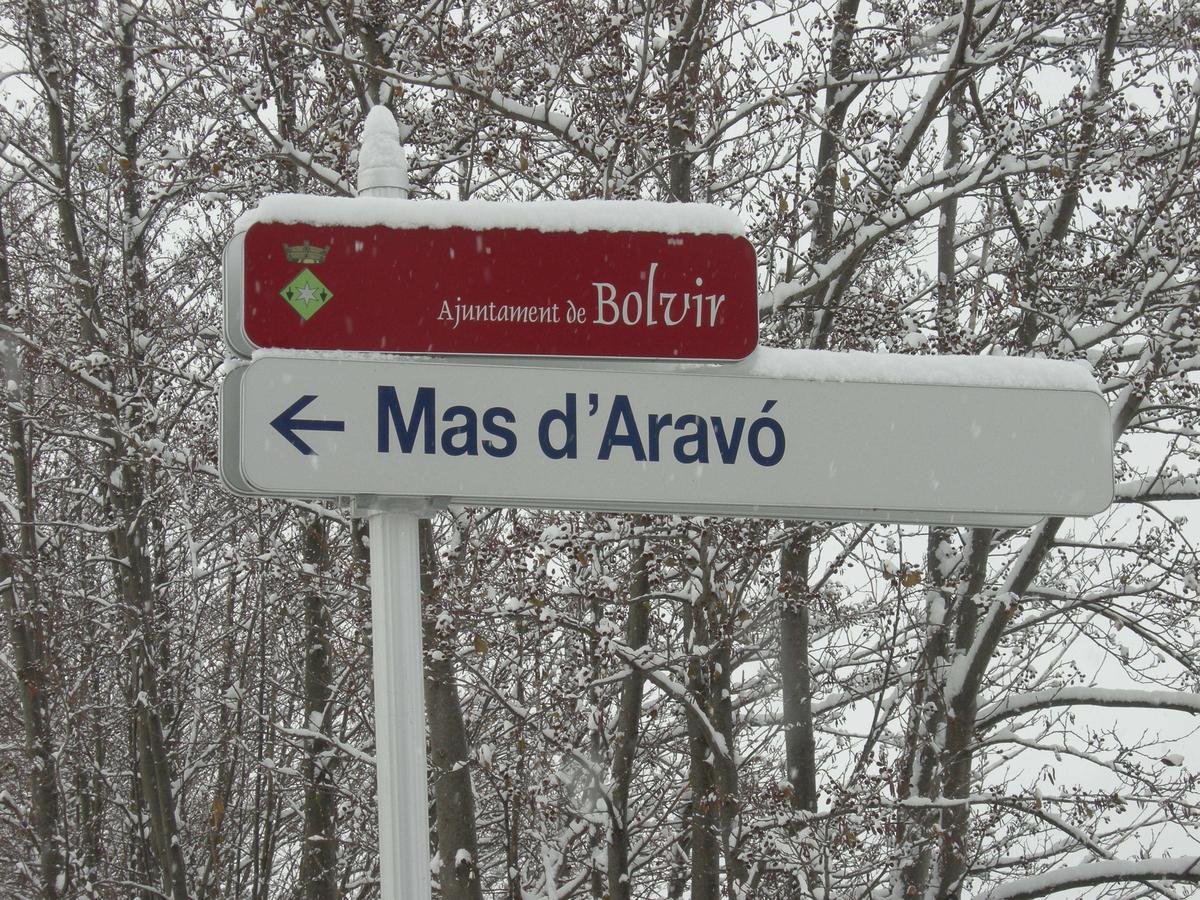 Ajuntament de Bolvir
← Mas d'Aravó